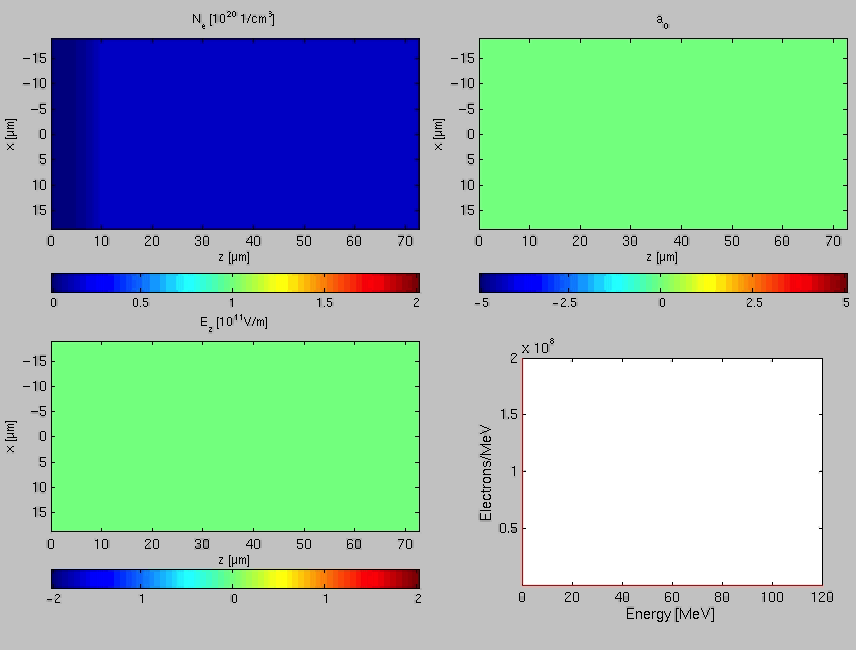 N_e [10^20 1/cm^3]
−15
−10
−5
0
5
10
15
x [µm]
0 10 20 30 40 50 60 70
z [µm]
0 0.5 1 1.5 2
a_0
−15
−10
−5
0
5
10
15
x [µm]
0 10 20 30 40 50 60 70
z [µm]
−5 −2.5 0 2.5 5
E_z [10^11 V/m]
−15
−10
−5
0
5
10
15
x [µm]
0 10 20 30 40 50 60 70
z [µm]
−2 1 0 1 2
x 10^8
2
1.5
1
0.5
Electrons/MeV
0 20 40 60 80 100 120
Energy [MeV]